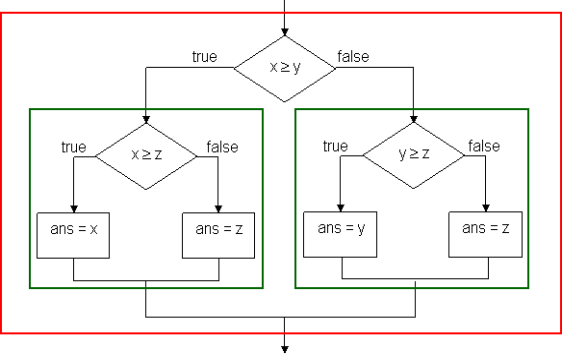 true
false
x ≥ y
true
false
x ≥ z
true
false
y ≥ z
ans = x
ans = z
ans = y
ans = z